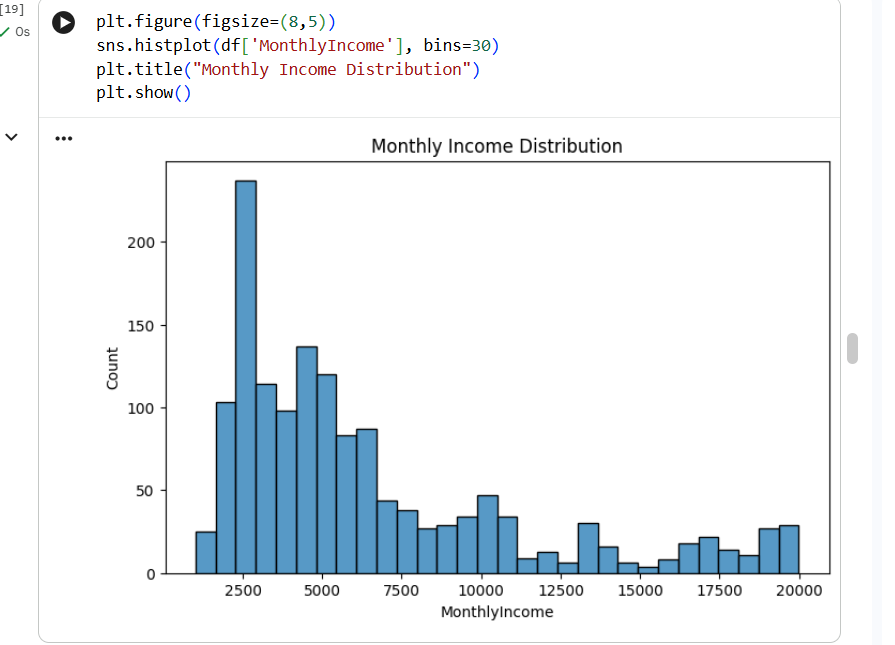 [19]
0s
plt.figure(figsize=(8,5))
sns.histplot(df['MonthlyIncome'], bins=30)
plt.title("Monthly Income Distribution")
plt.show()
Monthly Income Distribution
Count
200
150
100
50
0
2500 5000 7500 10000 12500 15000 17500 20000
MonthlyIncome